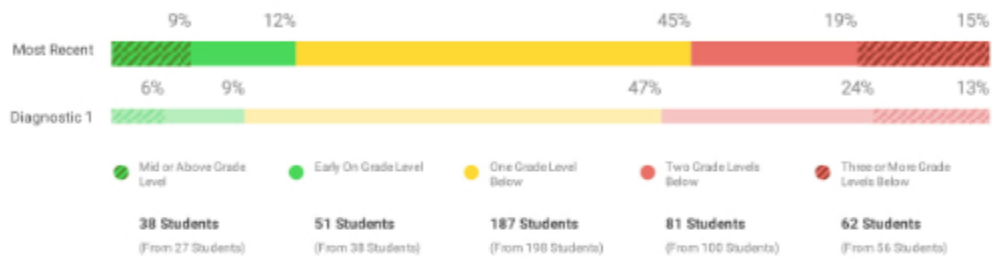 9% 12% 45% 19% 15%
Most Recent
6% 9% 47% 24% 13%
Diagnostic 1
Mid or Above Grade Level
Early On Grade Level
One Grade Level Below
Two Grade Levels Below
Three or More Grade Levels Below
38 Students
51 Students
187 Students
81 Students
62 Students
(From 27 Students)
(From 38 Students)
(From 198 Students)
(From 100 Students)
(From 56 Students)